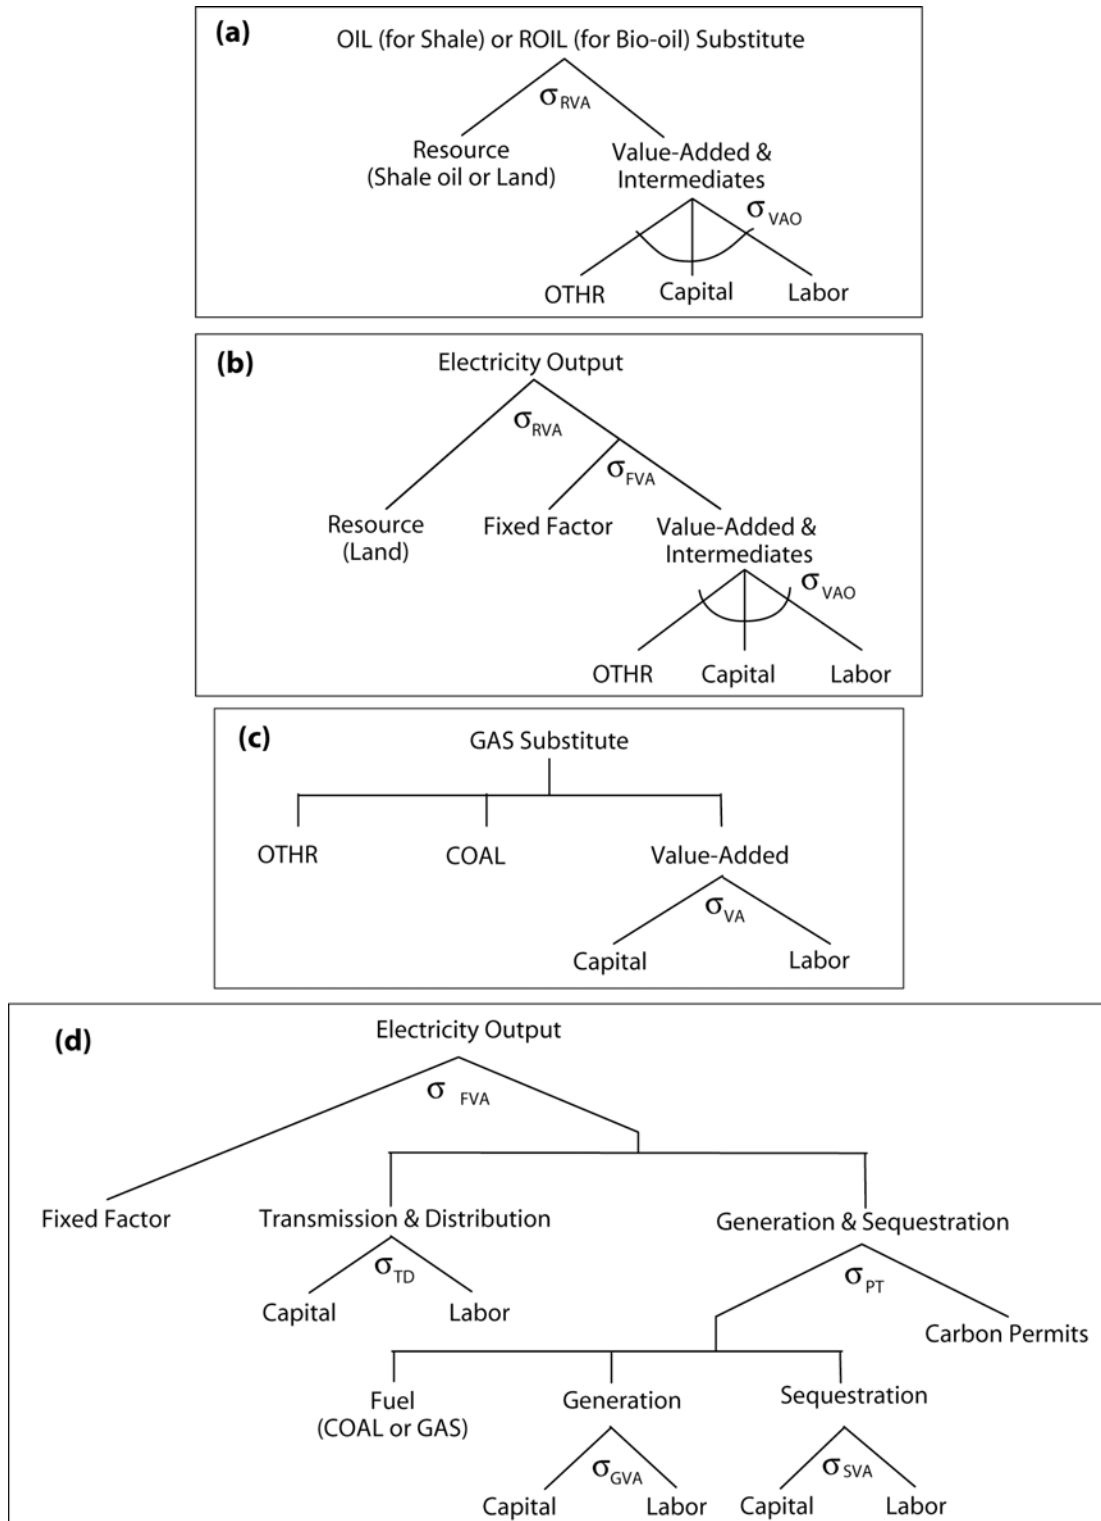 (a)
OIL (for Shale) or ROIL (for Bio-oil) Substitute
σRVA
Resource
(Shale oil or Land)
Value-Added &
Intermediates
σVAO
OTHR
Capital
Labor
(b)
Electricity Output
σRVA
σFVA
Resource
(Land)
Fixed Factor
Value-Added &
Intermediates
σVAO
OTHR
Capital
Labor
(c)
GAS Substitute
OTHR
COAL
Value-Added
σVA
Capital
Labor
(d)
Electricity Output
σ FVA
Fixed Factor
Transmission & Distribution
Generation & Sequestration
σTD
σPT
Capital
Labor
Carbon Permits
Fuel
(COAL or GAS)
Generation
Sequestration
σGVA
σSVA
Capital
Labor
Capital
Labor